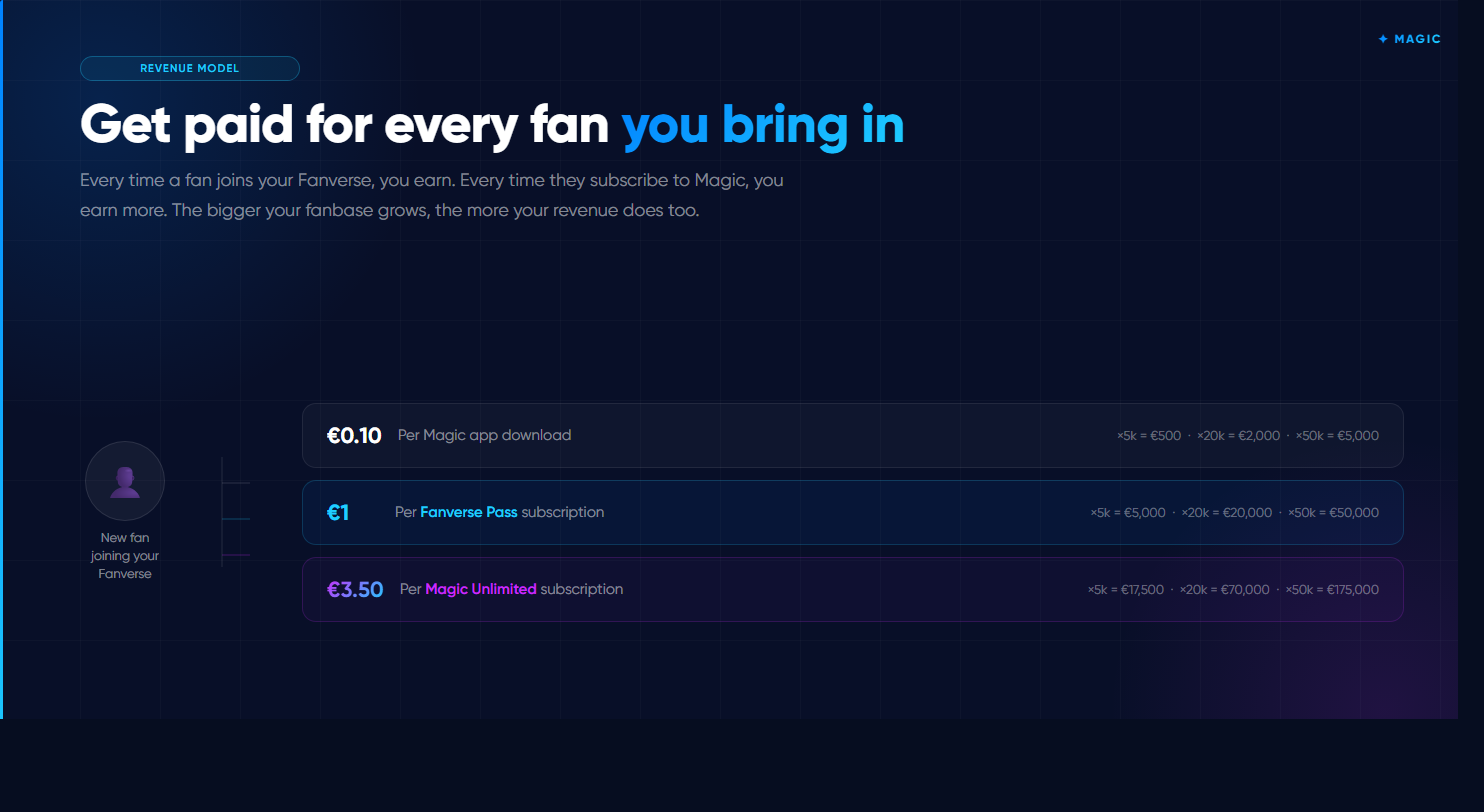 ✦ MAGIC
REVENUE MODEL
Get paid for every fan you bring in
Every time a fan joins your Fanverse, you earn. Every time they subscribe to Magic, you
earn more. The bigger your fanbase grows, the more your revenue does too.
€0.10 Per Magic app download ×5k = €500 · ×20k = €2,000 · ×50k = €5,000
€1 Per Fanverse Pass subscription ×5k = €5,000 · ×20k = €20,000 · ×50k = €50,000
€3.50 Per Magic Unlimited subscription ×5k = €17,500 · ×20k = €70,000 · ×50k = €175,000
New fan
joining your
Fanverse